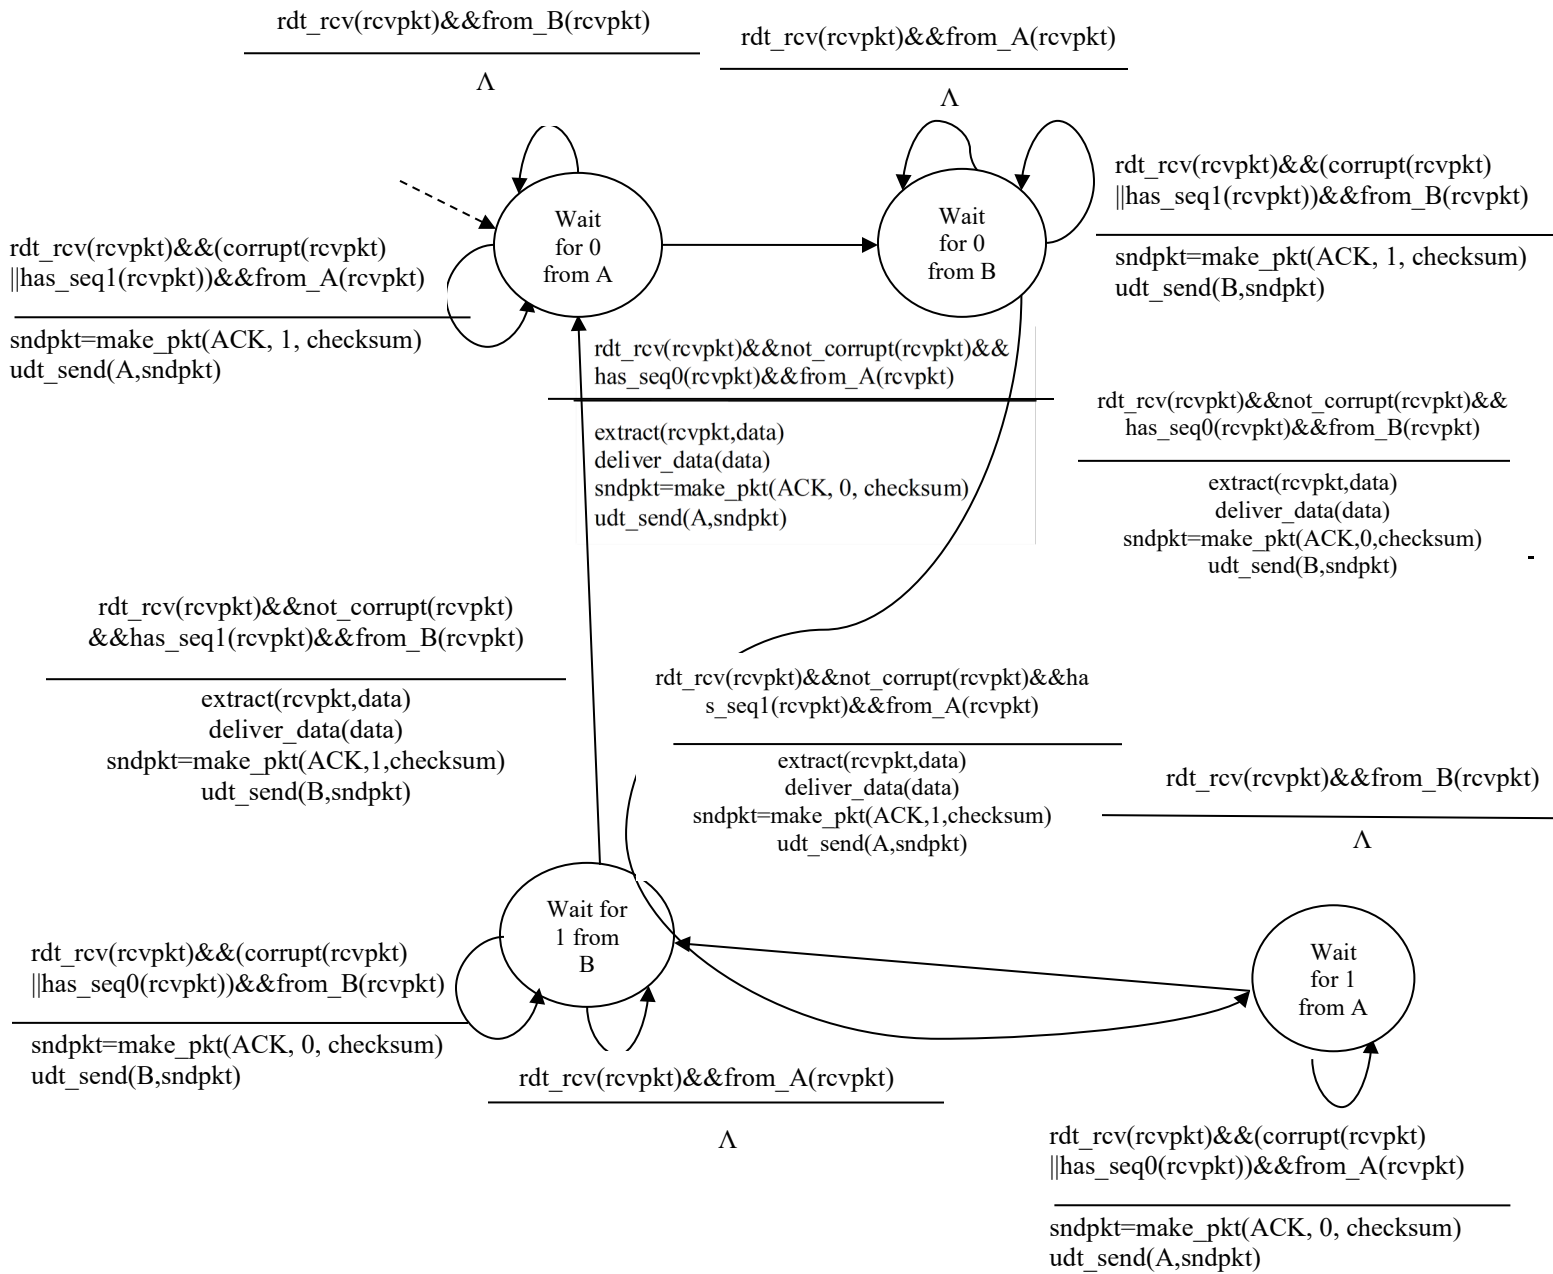 rdt_rcv(rcvpkt)&&from_B(rcvpkt)
Λ
rdt_rcv(rcvpkt)&&from_A(rcvpkt)
Λ
Wait
for 0
from A
Wait
for 0
from B
rdt_rcv(rcvpkt)&&(corrupt(rcvpkt)
||has_seq1(rcvpkt))&&from_B(rcvpkt)
sndpkt=make_pkt(ACK, 1, checksum)
udt_send(B,sndpkt)
rdt_rcv(rcvpkt)&&(corrupt(rcvpkt)
||has_seq1(rcvpkt))&&from_A(rcvpkt)
sndpkt=make_pkt(ACK, 1, checksum)
udt_send(A,sndpkt)
rdt_rcv(rcvpkt)&&not_corrupt(rcvpkt)&&
has_seq0(rcvpkt)&&from_A(rcvpkt)
extract(rcvpkt,data)
deliver_data(data)
sndpkt=make_pkt(ACK, 0, checksum)
udt_send(A,sndpkt)
rdt_rcv(rcvpkt)&&not_corrupt(rcvpkt)&&
has_seq0(rcvpkt)&&from_B(rcvpkt)
extract(rcvpkt,data)
deliver_data(data)
sndpkt=make_pkt(ACK,0,checksum)
udt_send(B,sndpkt)
-
rdt_rcv(rcvpkt)&&not_corrupt(rcvpkt)
&&has_seq1(rcvpkt)&&from_B(rcvpkt)
extract(rcvpkt,data)
deliver_data(data)
sndpkt=make_pkt(ACK,1,checksum)
udt_send(B,sndpkt)
rdt_rcv(rcvpkt)&&not_corrupt(rcvpkt)&&ha
s_seq1(rcvpkt)&&from_A(rcvpkt)
extract(rcvpkt,data)
deliver_data(data)
sndpkt=make_pkt(ACK,1,checksum)
udt_send(A,sndpkt)
rdt_rcv(rcvpkt)&&from_B(rcvpkt)
Λ
Wait for
1 from
B
Wait
for 1
from A
rdt_rcv(rcvpkt)&&(corrupt(rcvpkt)
||has_seq0(rcvpkt))&&from_B(rcvpkt)
sndpkt=make_pkt(ACK, 0, checksum)
udt_send(B,sndpkt)
rdt_rcv(rcvpkt)&&from_A(rcvpkt)
Λ
rdt_rcv(rcvpkt)&&(corrupt(rcvpkt)
||has_seq0(rcvpkt))&&from_A(rcvpkt)
sndpkt=make_pkt(ACK, 0, checksum)
udt_send(A,sndpkt)